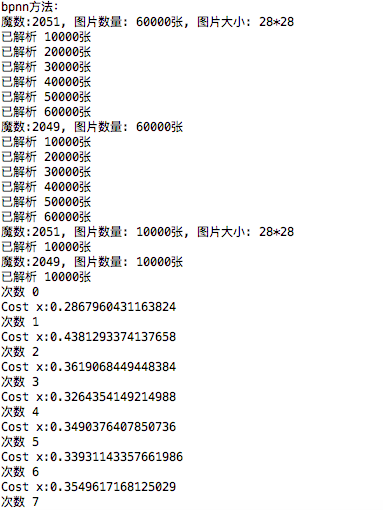 bpnn方法：
魔数:2051, 图片数量: 60000张, 图片大小: 28*28
已解析 10000张
已解析 20000张
已解析 30000张
已解析 40000张
已解析 50000张
已解析 60000张
魔数:2049, 图片数量: 60000张
已解析 10000张
已解析 20000张
已解析 30000张
已解析 40000张
已解析 50000张
已解析 60000张
魔数:2051, 图片数量: 10000张, 图片大小: 28*28
已解析 10000张
魔数:2049, 图片数量: 10000张
已解析 10000张
次数 0
Cost x:0.2867960431163824
次数 1
Cost x:0.4381293374137658
次数 2
Cost x:0.3619068449448384
次数 3
Cost x:0.3264354149214988
次数 4
Cost x:0.3490376407850736
次数 5
Cost x:0.33931143357661986
次数 6
Cost x:0.3549617168125029
次数 7